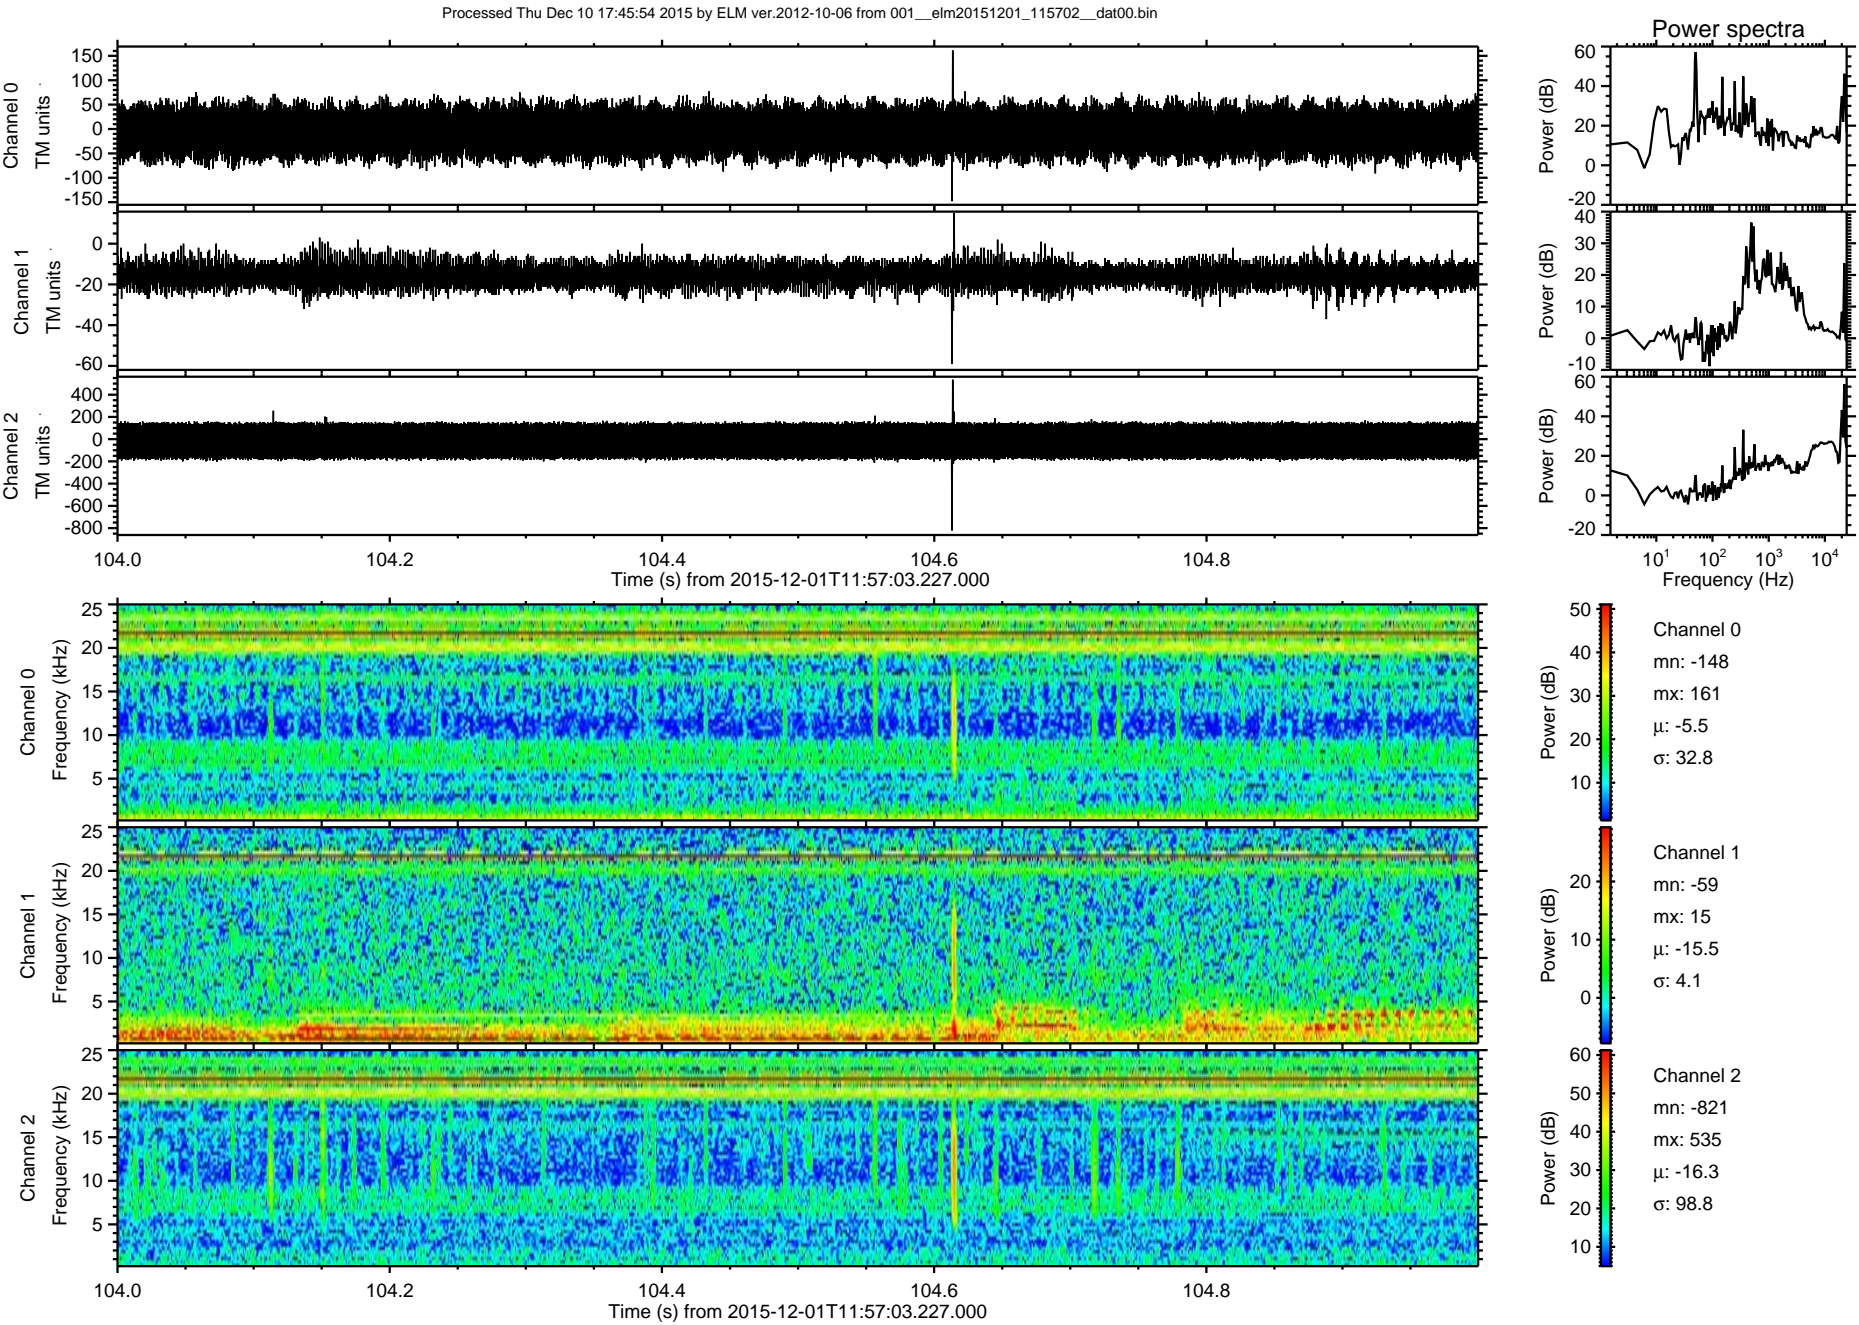 Processed Thu Dec 10 17:45:54 2015 by ELM ver.2012-10-06 from 001__elm20151201_115702__dat00.bin
Power spectra
Channel 0
TM units
150
100
50
0
-50
-100
-150
Power (dB)
60
40
20
0
-20
Channel 1
TM units
0
-20
-40
-60
Power (dB)
40
30
20
10
0
-10
Channel 2
TM units
400
200
0
-200
-400
-600
-800
Power (dB)
60
40
20
0
-20
104.0 104.2 104.4 104.6 104.8
Time (s) from 2015-12-01T11:57:03.227.000
10^1 10^2 10^3 10^4
Frequency (Hz)
Channel 0
Frequency (kHz)
25
20
15
10
5
Power (dB)
50
40
30
20
10
Channel 0
mn: -148
mx: 161
μ: -5.5
σ: 32.8
Channel 1
Frequency (kHz)
25
20
15
10
5
Power (dB)
20
10
0
Channel 1
mn: -59
mx: 15
μ: -15.5
σ: 4.1
Channel 2
Frequency (kHz)
25
20
15
10
5
Power (dB)
60
50
40
30
20
10
Channel 2
mn: -821
mx: 535
μ: -16.3
σ: 98.8
104.0 104.2 104.4 104.6 104.8
Time (s) from 2015-12-01T11:57:03.227.000